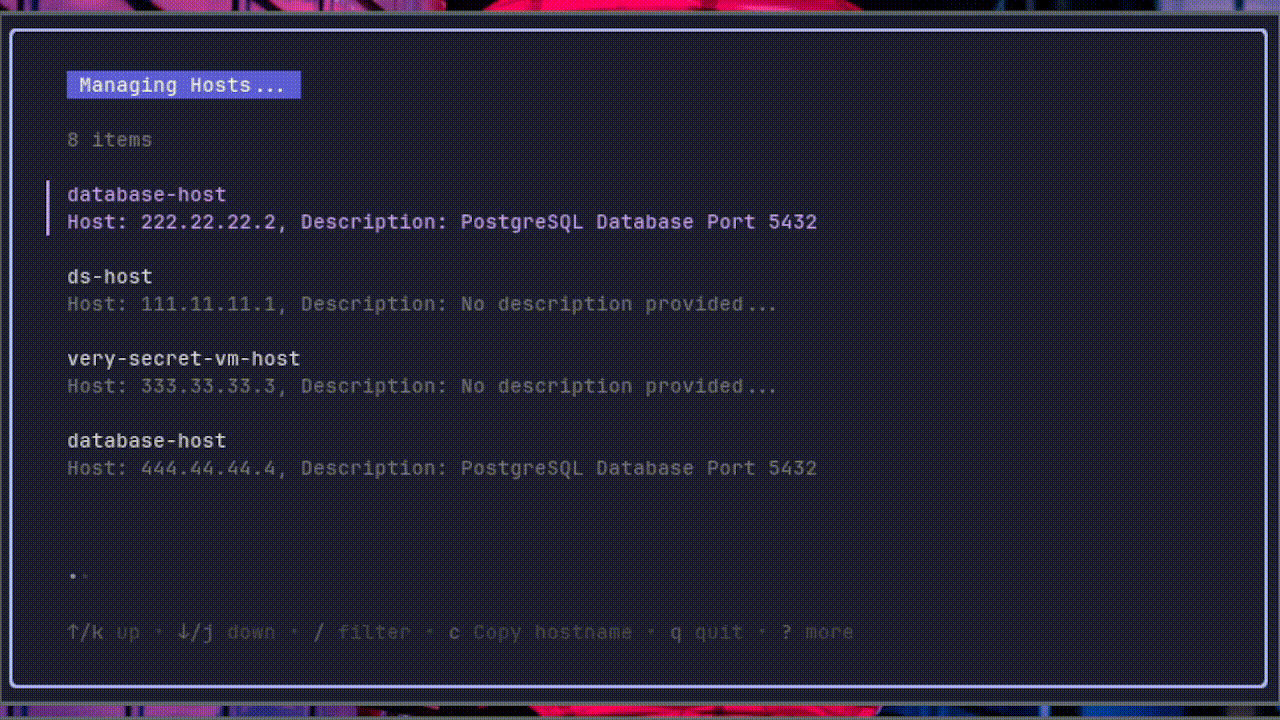 Managing Hosts...
8 items
database-host
Host: 222.22.22.2, Description: PostgreSQL Database Port 5432
ds-host
Host: 111.11.11.1, Description: No description provided...
very-secret-vm-host
Host: 333.33.33.3, Description: No description provided...
database-host
Host: 444.44.44.4, Description: PostgreSQL Database Port 5432
↑/k up • ↓/j down • / filter • c Copy hostname • q quit • ? more